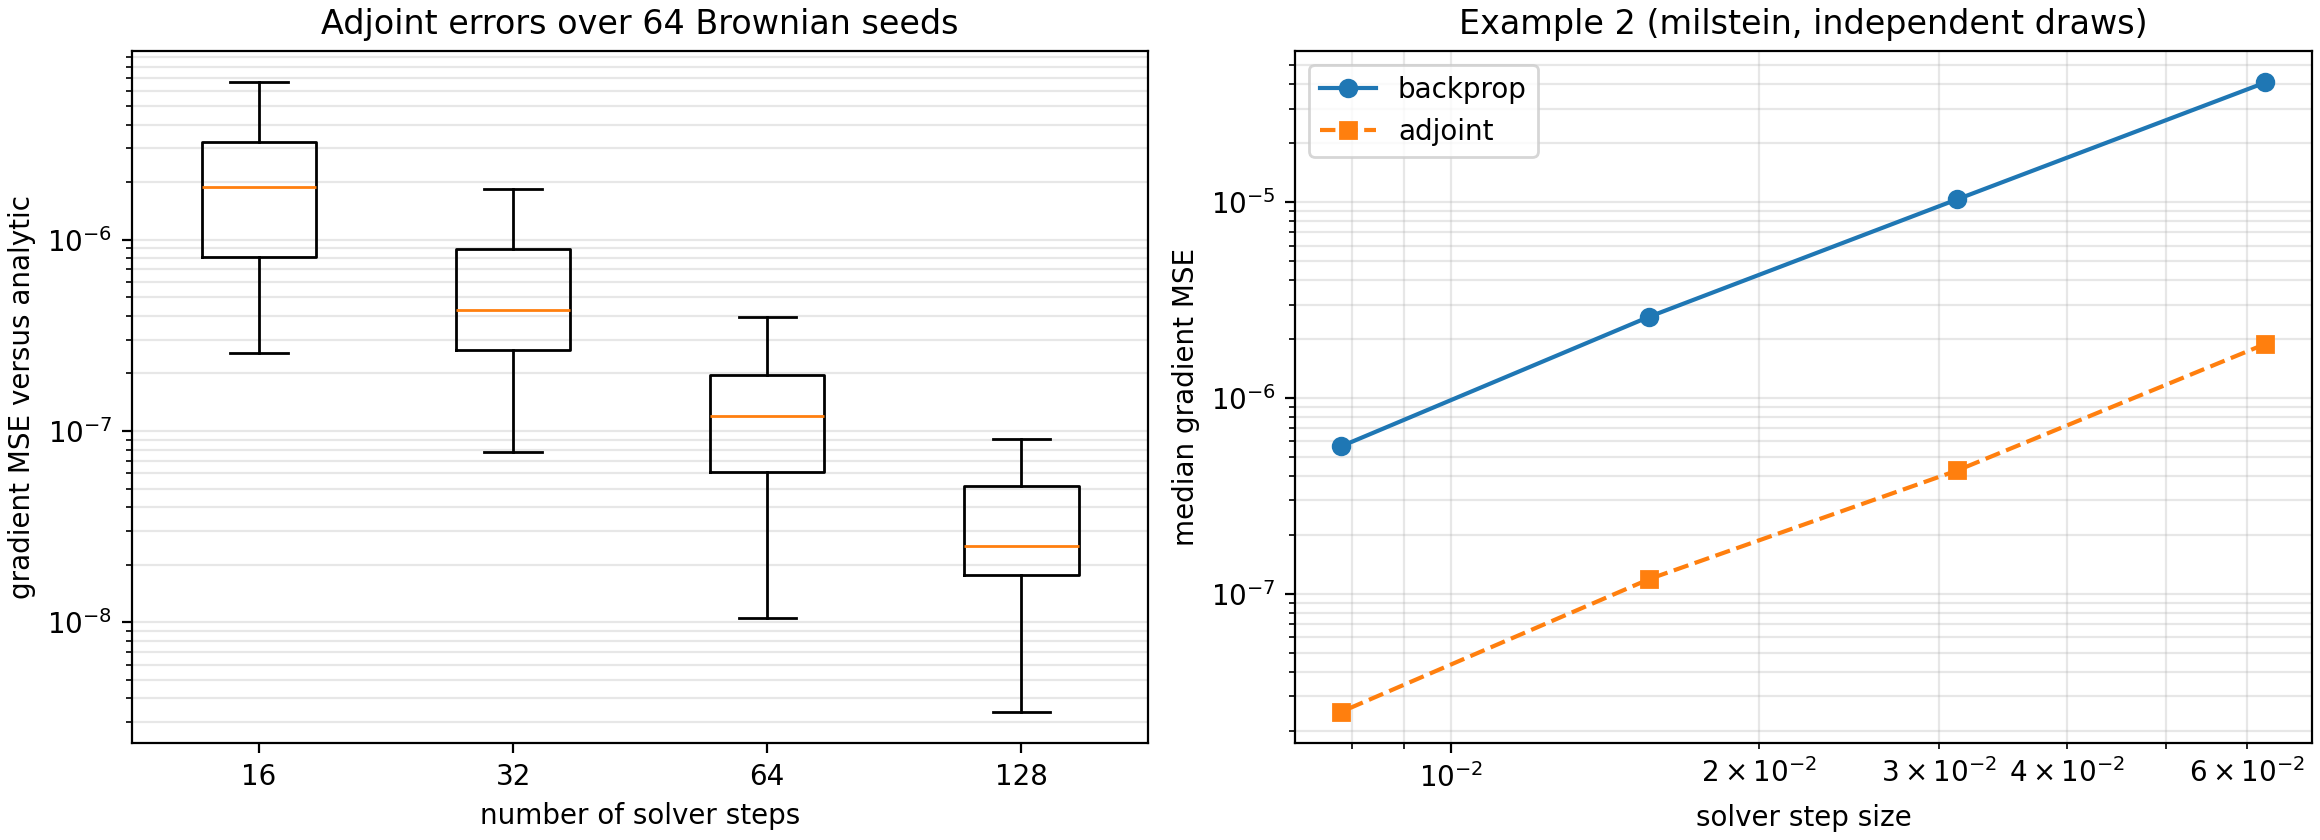 Adjoint errors over 64 Brownian seeds
gradient MSE versus analytic
10⁻⁶
10⁻⁷
10⁻⁸
16 32 64 128
number of solver steps
Example 2 (milstein, independent draws)
backprop
adjoint
median gradient MSE
10⁻⁵
10⁻⁶
10⁻⁷
10⁻² 2 × 10⁻² 3 × 10⁻² 4 × 10⁻² 6 × 10⁻²
solver step size